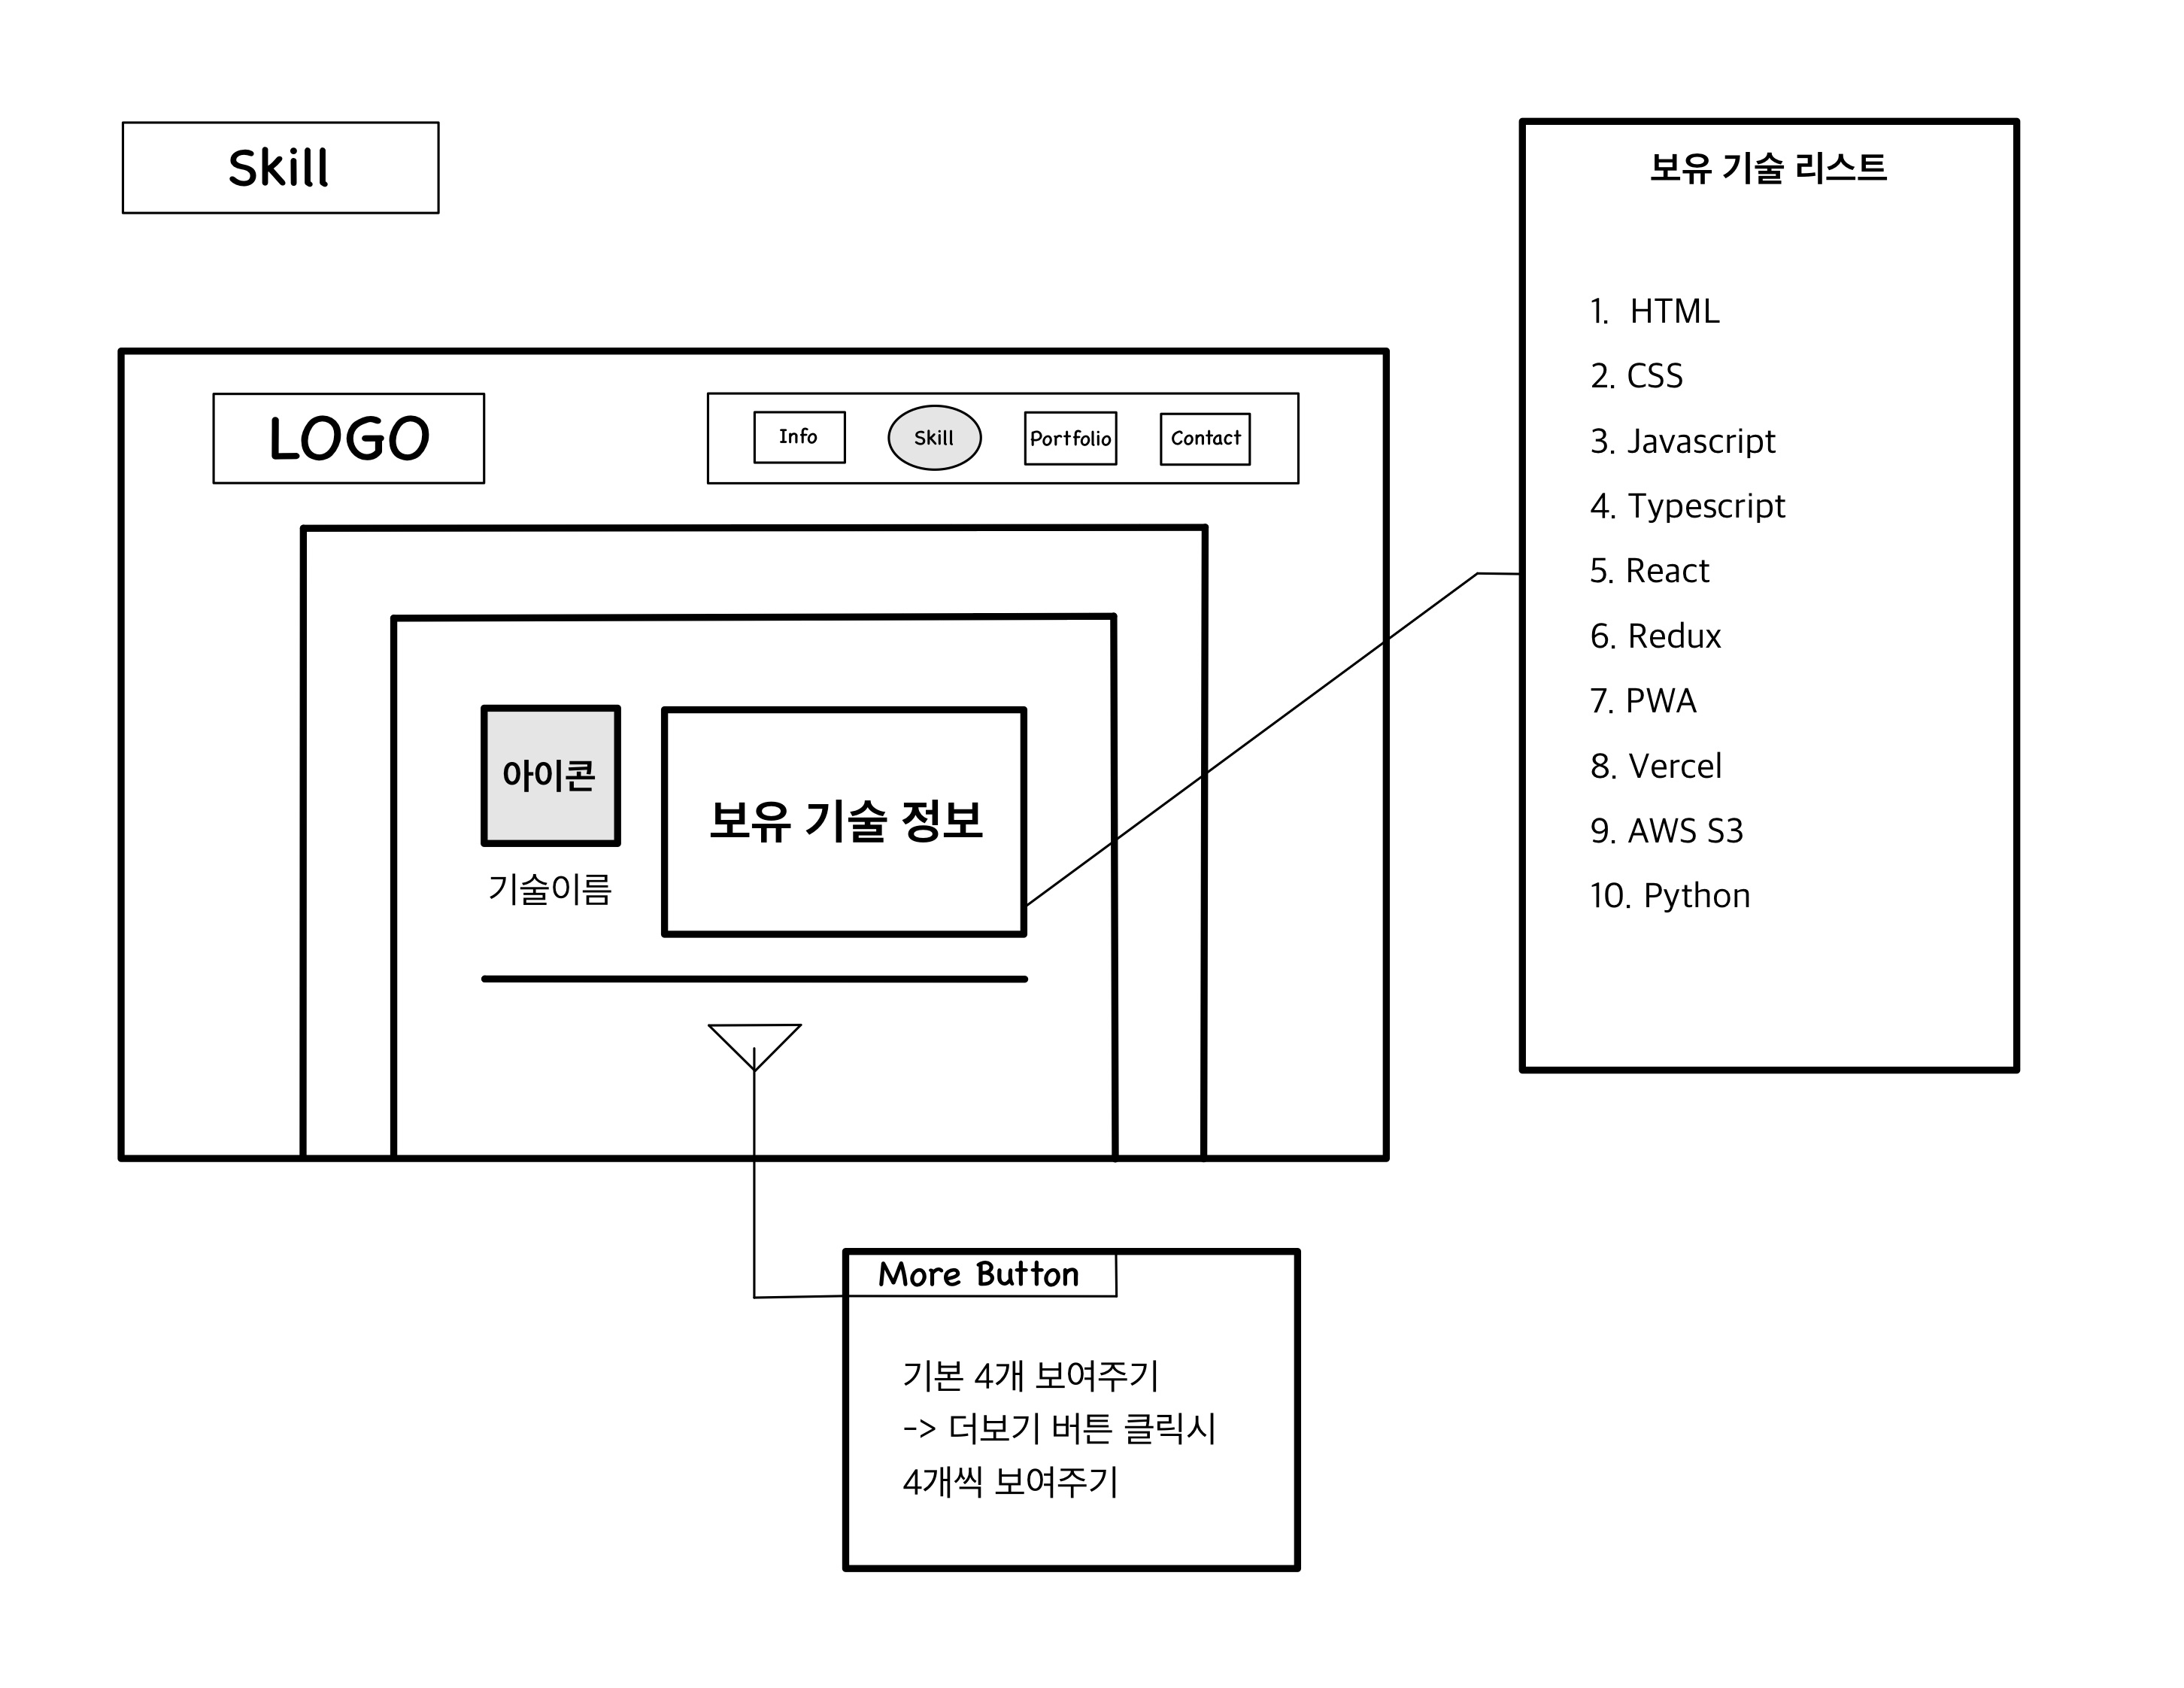 Skill
LOGO
Info
Skill
Portfolio
Contact
아이콘
기술이름
보유 기술 정보
보유 기술 리스트
1. HTML
2. CSS
3. Javascript
4. Typescript
5. React
6. Redux
7. PWA
8. Vercel
9. AWS S3
10. Python
More Button
기본 4개 보여주기
-> 더보기 버튼 클릭시
4개씩 보여주기